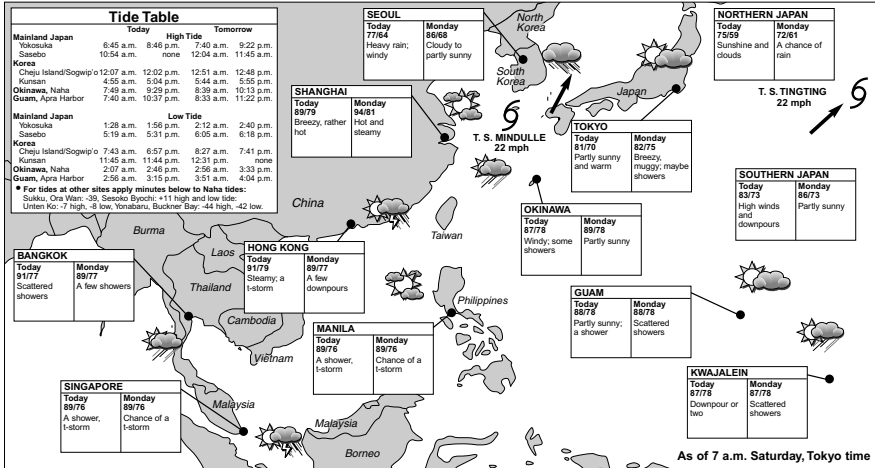 Tide Table
Today Tomorrow
Mainland Japan High Tide
Yokosuka 6:45 a.m. 8:46 p.m. 7:40 a.m. 9:22 p.m.
Sasebo 10:54 a.m. none 12:04 a.m. 11:45 a.m.
Korea
Cheju Island/Sogwip'o 12:07 a.m. 12:02 p.m. 12:51 a.m. 12:48 p.m.
Kunsan 4:55 a.m. 5:04 p.m. 5:44 a.m. 5:55 p.m.
Okinawa, Naha 7:49 a.m. 9:29 p.m. 8:39 a.m. 10:13 p.m.
Guam, Apra Harbor 7:40 a.m. 10:37 p.m. 8:33 a.m. 11:22 p.m.
Mainland Japan Low Tide
Yokosuka 1:28 a.m. 1:56 p.m. 2:12 a.m. 2:40 p.m.
Sasebo 5:19 a.m. 5:31 p.m. 6:05 a.m. 6:18 p.m.
Korea
Cheju Island/Sogwip'o 7:43 a.m. 6:57 p.m. 8:27 a.m. 7:41 p.m.
Kunsan 11:45 a.m. 11:44 p.m. 12:31 p.m. none
Okinawa, Naha 2:07 a.m. 2:46 p.m. 2:56 a.m. 3:33 p.m.
Guam, Apra Harbor 2:56 a.m. 3:15 p.m. 3:51 a.m. 4:04 p.m.
• For tides at other sites apply minutes below to Naha tides:
Sukku, Ora Wan: -39, Sesoko Byochi: +11 high and low tide:
Unten Ko: -7 high, -8 low, Yonabaru, Buckner Bay: -44 high, -42 low.
SEOUL
Today Monday
77/64 86/68
Heavy rain; Cloudy to
windy partly sunny
North
Korea
South
Korea
NORTHERN JAPAN
Today Monday
75/59 72/61
Sunshine and A chance of
clouds rain
Japan
T. S. TINGTING
22 mph
SHANGHAI
Today Monday
89/79 94/81
Breezy, rather Hot and
hot steamy
T. S. MINDULLE
22 mph
TOKYO
Today Monday
81/70 82/75
Partly sunny Breezy,
and warm muggy; maybe
showers
SOUTHERN JAPAN
Today Monday
83/73 86/73
High winds Partly sunny
and
downpours
China
Taiwan
OKINAWA
Today Monday
87/78 89/78
Windy; some Partly sunny
showers
Burma
Laos
Thailand
Cambodia
Vietnam
HONG KONG
Today Monday
91/79 89/77
Steamy; a A few
t-storm downpours
BANGKOK
Today Monday
91/77 89/77
Scattered A few showers
showers
Philippines
GUAM
Today Monday
88/78 88/78
Partly sunny; Scattered
a shower showers
MANILA
Today Monday
89/76 89/76
A shower, Chance of a
t-storm t-storm
KWAJALEIN
Today Monday
87/78 87/78
Downpour or Scattered
two showers
SINGAPORE
Today Monday
89/76 89/76
A shower, Chance of a
t-storm t-storm
Malaysia
Malaysia
Borneo
As of 7 a.m. Saturday, Tokyo time